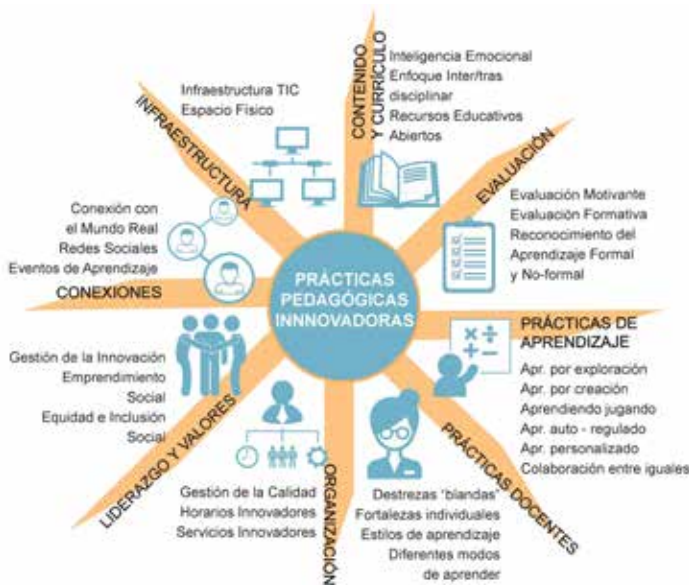 PRÁCTICAS
PEDAGÓGICAS
INNNOVADORAS
CONTENIDO
Y CURRÍCULO
Inteligencia Emocional
Enfoque Inter/tras
disciplinar
Recursos Educativos
Abiertos
EVALUACIÓN
Evaluación Motivante
Evaluación Formativa
Reconocimiento del
Aprendizaje Formal
y No-formal
PRÁCTICAS DE
APRENDIZAJE
Apr. por exploración
Apr. por creación
Aprendiendo jugando
Apr. auto - regulado
Apr. personalizado
Colaboración entre iguales
PRÁCTICAS DOCENTES
Destrezas "blandas"
Fortalezas individuales
Estilos de aprendizaje
Diferentes modos
de aprender
ORGANIZACIÓN
Gestión de la Calidad
Horarios Innovadores
Servicios Innovadores
LIDERAZGO Y VALORES
Gestión de la Innovación
Emprendimiento
Social
Equidad e Inclusión
Social
CONEXIONES
Conexión con
el Mundo Real
Redes Sociales
Eventos de Aprendizaje
INFRAESTRUCTURA
Infraestructura TIC
Espacio Físico